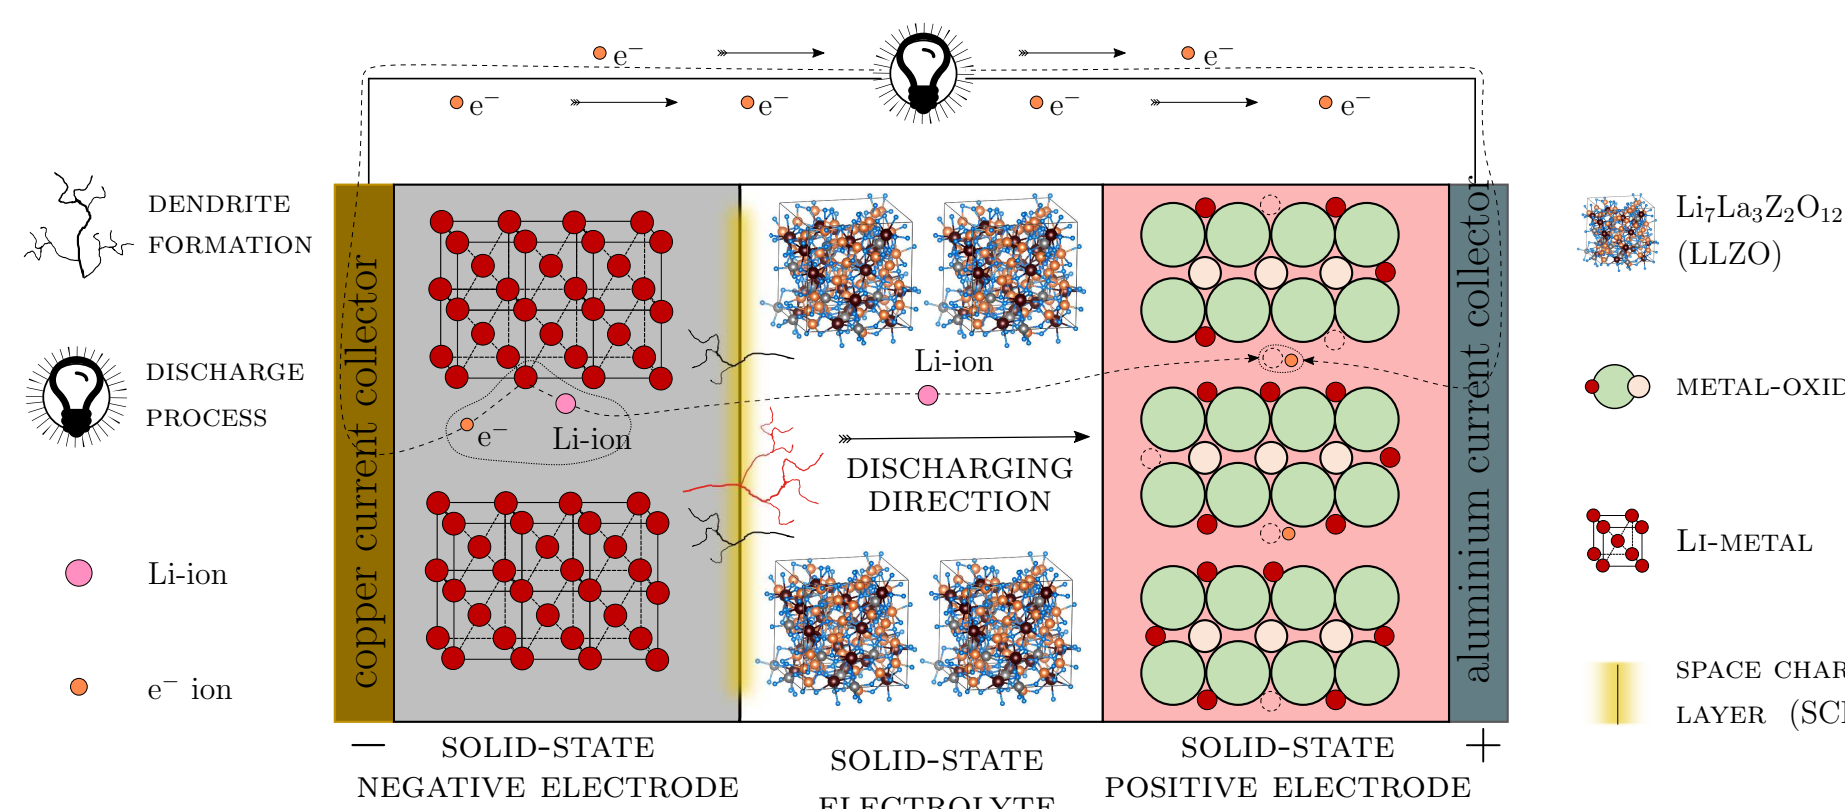 e⁻
e⁻
e⁻
e⁻
e⁻
e⁻
DENDRITE
FORMATION
DISCHARGE
PROCESS
Li-ion
e⁻ ion
copper current collector
e⁻
Li-ion
Li-ion
DISCHARGING
DIRECTION
aluminium current collector
−
SOLID-STATE
NEGATIVE ELECTRODE
SOLID-STATE
ELECTROLYTE
SOLID-STATE
POSITIVE ELECTRODE
+
Li₇La₃Z₂O₁₂
(LLZO)
METAL-OXID
LI-METAL
SPACE CHAR
LAYER (SC